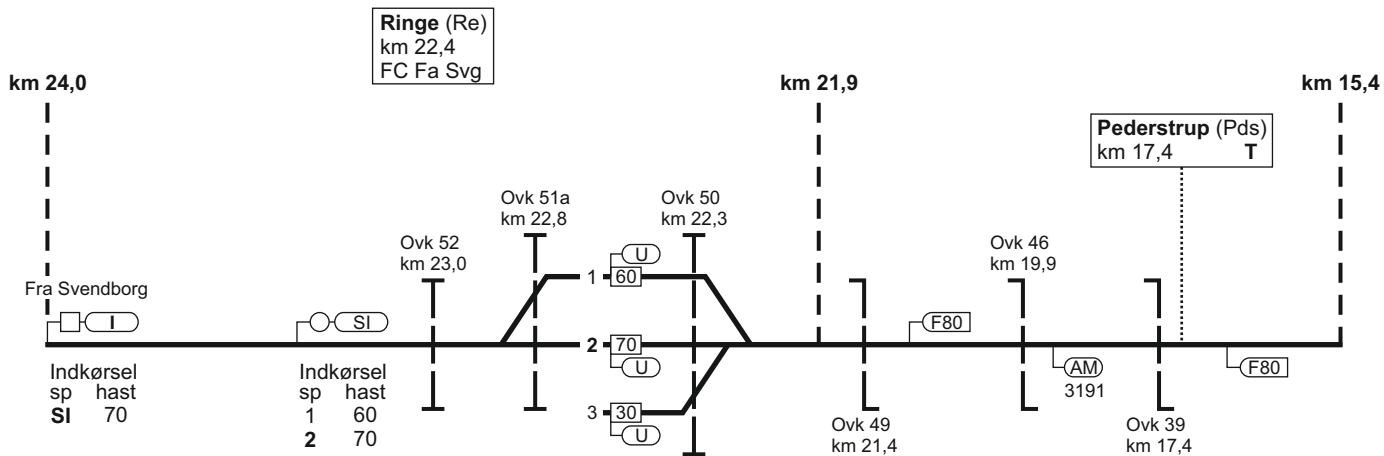 Ringe (Re)
km 22,4
FC Fa Svg
km 24,0
km 21,9
km 15,4
Pederstrup (Pds)
km 17,4 T
Ovk 51a
km 22,8
Ovk 50
km 22,3
Ovk 52
km 23,0
Ovk 46
km 19,9
Fra Svendborg
I
SI
U
1 60
2 70
U
3 30
U
F80
AM
3191
F80
Indkørsel
sp hast
SI 70
Indkørsel
sp hast
1 60
2 70
Ovk 49
km 21,4
Ovk 39
km 17,4